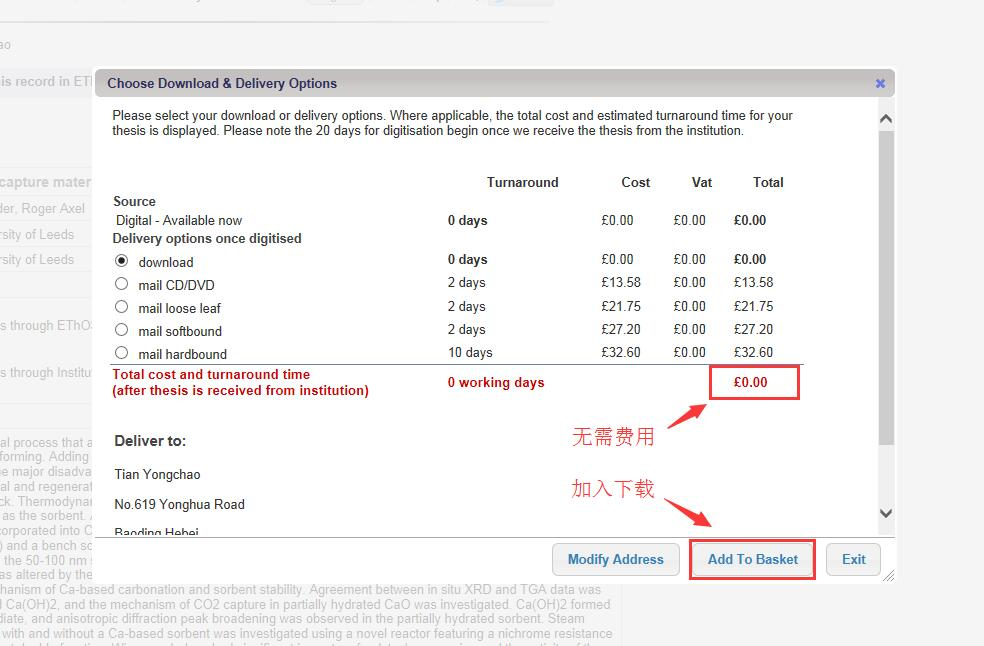 ao
is record in ETH
Choose Download & Delivery Options
Please select your download or delivery options. Where applicable, the total cost and estimated turnaround time for your
thesis is displayed. Please note the 20 days for digitisation begin once we receive the thesis from the institution.
Turnaround Cost Vat Total
Source
Digital - Available now 0 days £0.00 £0.00 £0.00
Delivery options once digitised
download 0 days £0.00 £0.00 £0.00
mail CD/DVD 2 days £13.58 £0.00 £13.58
mail loose leaf 2 days £21.75 £0.00 £21.75
mail softbound 2 days £27.20 £0.00 £27.20
mail hardbound 10 days £32.60 £0.00 £32.60
Total cost and turnaround time
(after thesis is received from institution) 0 working days £0.00
无需费用
Deliver to:
Tian Yongchao
加入下载
No.619 Yonghua Road
Baoding Hebei
Modify Address Add To Basket Exit
capture mater
der, Roger Axel
rsity of Leeds
rsity of Leeds
s through EThO
s through Institu
al process that a
forming. Adding
e major disadva
al and regenerat
ck. Thermodynar
as the sorbent.
corporated into C
) and a bench sc
the 50-100 nm
as altered by the
hanism of Ca-based carbonation and sorbent stability. Agreement between in situ XRD and TGA data was
d Ca(OH)2, and the mechanism of CO2 capture in partially hydrated CaO was investigated. Ca(OH)2 formed
diate, and anisotropic diffraction peak broadening was observed in the partially hydrated sorbent. Steam
with and without a Ca-based sorbent was investigated using a novel reactor featuring a nichrome resistance